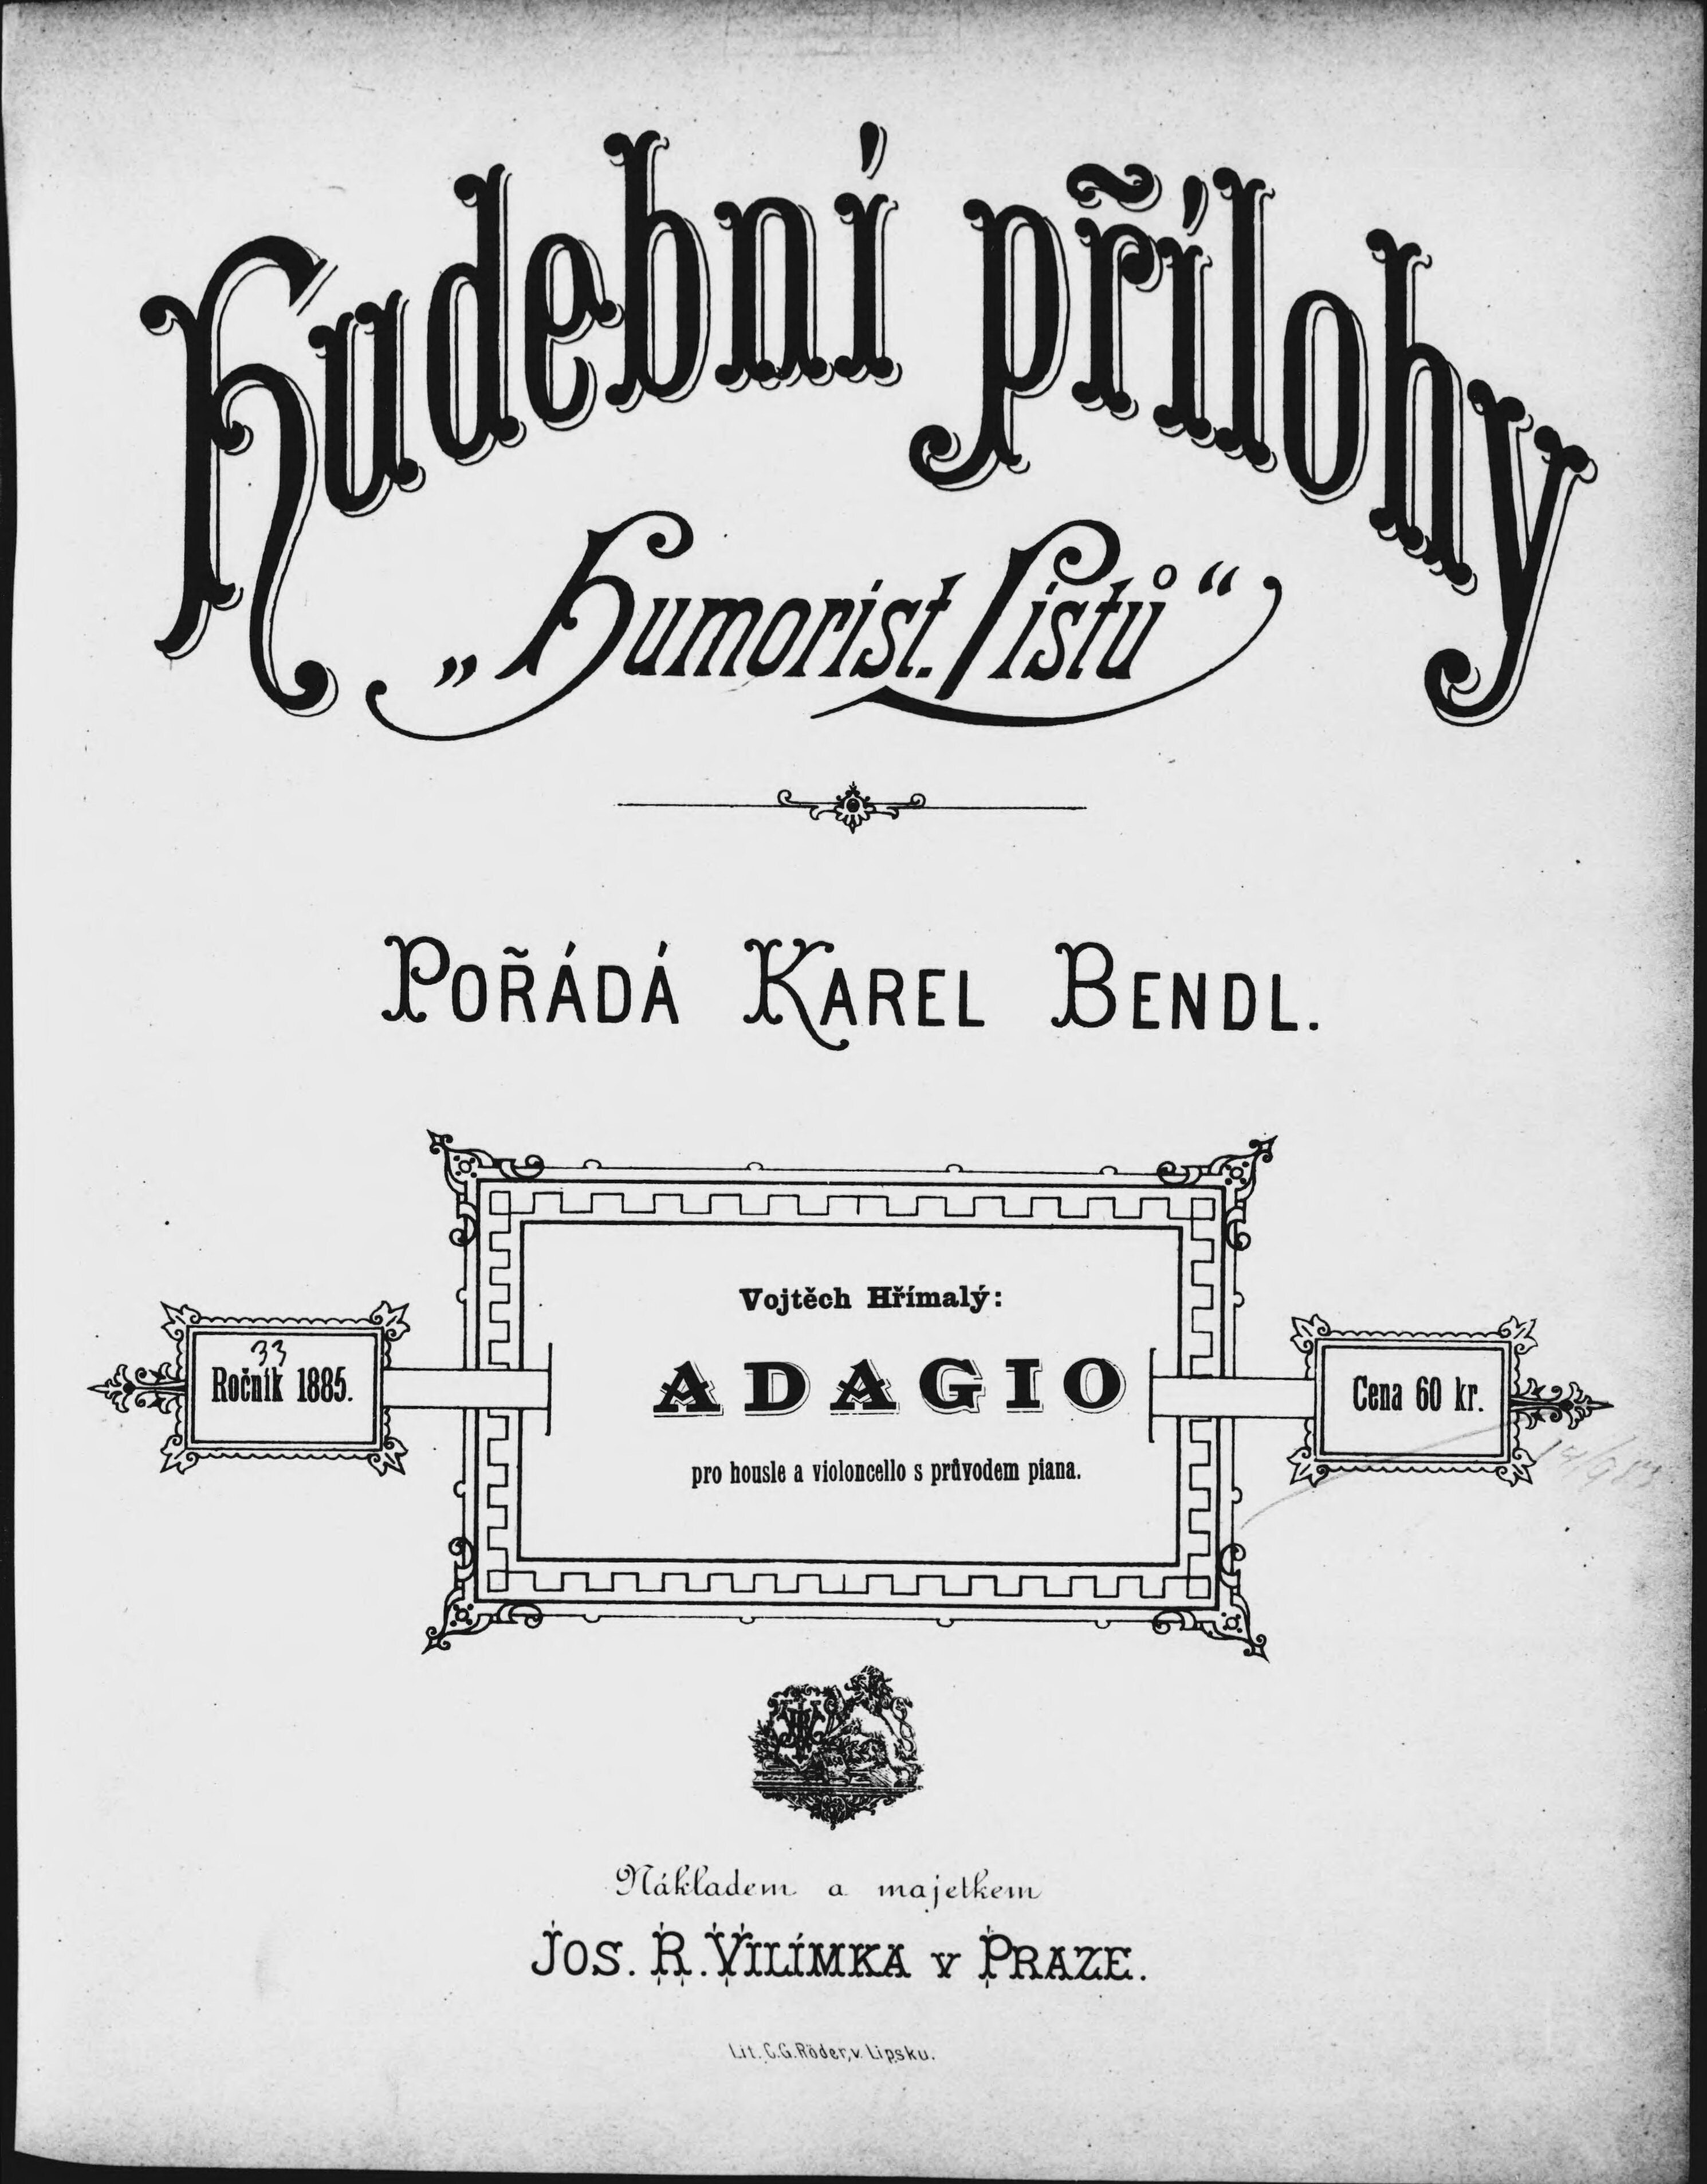 Hudební přílohy
„Humorist. Listů“
Pořádá Karel Bendl.
Vojtěch Hřímalý:
33
Ročník 1885.
ADAGIO
Cena 60 kr.
pro housle a violoncello s průvodem piana.
Nákladem a majetkem
Jos. R. Vilímka v Praze.
Lit. C. G. Röder, v Lipsku.